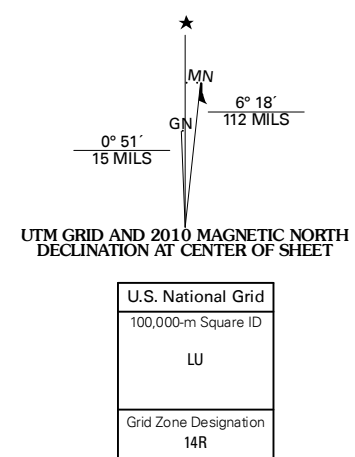 MN
6° 18´
112 MILS
GN
0° 51´
15 MILS
UTM GRID AND 2010 MAGNETIC NORTH
DECLINATION AT CENTER OF SHEET
U.S. National Grid
100,000-m Square ID
LU
Grid Zone Designation
14R